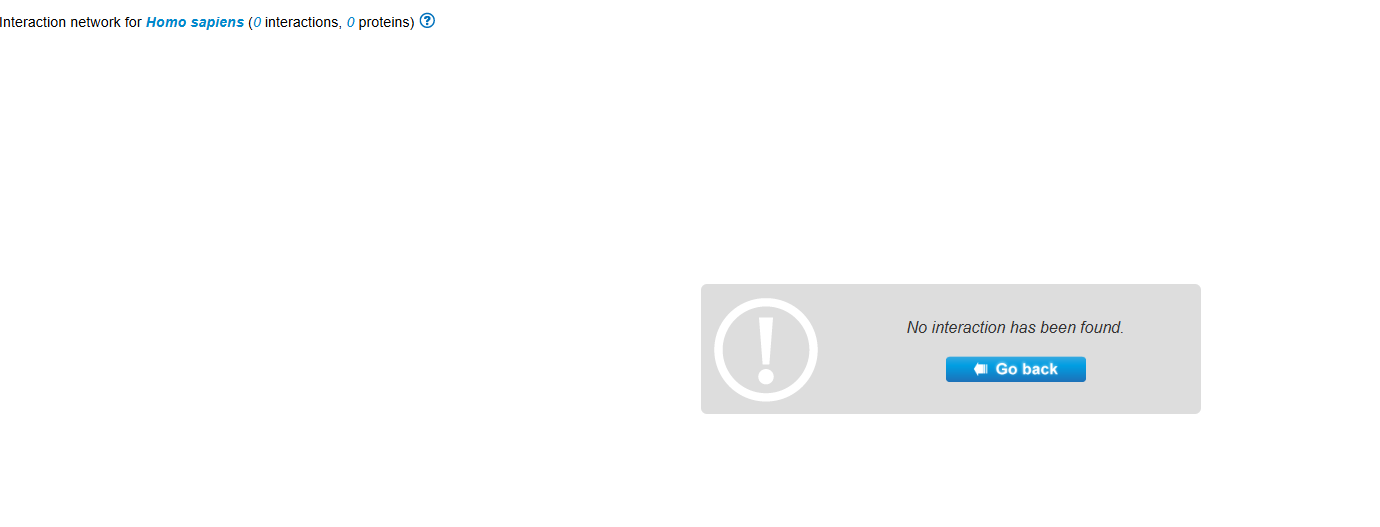 Interaction network for Homo sapiens (0 interactions, 0 proteins) ?
No interaction has been found.
Go back